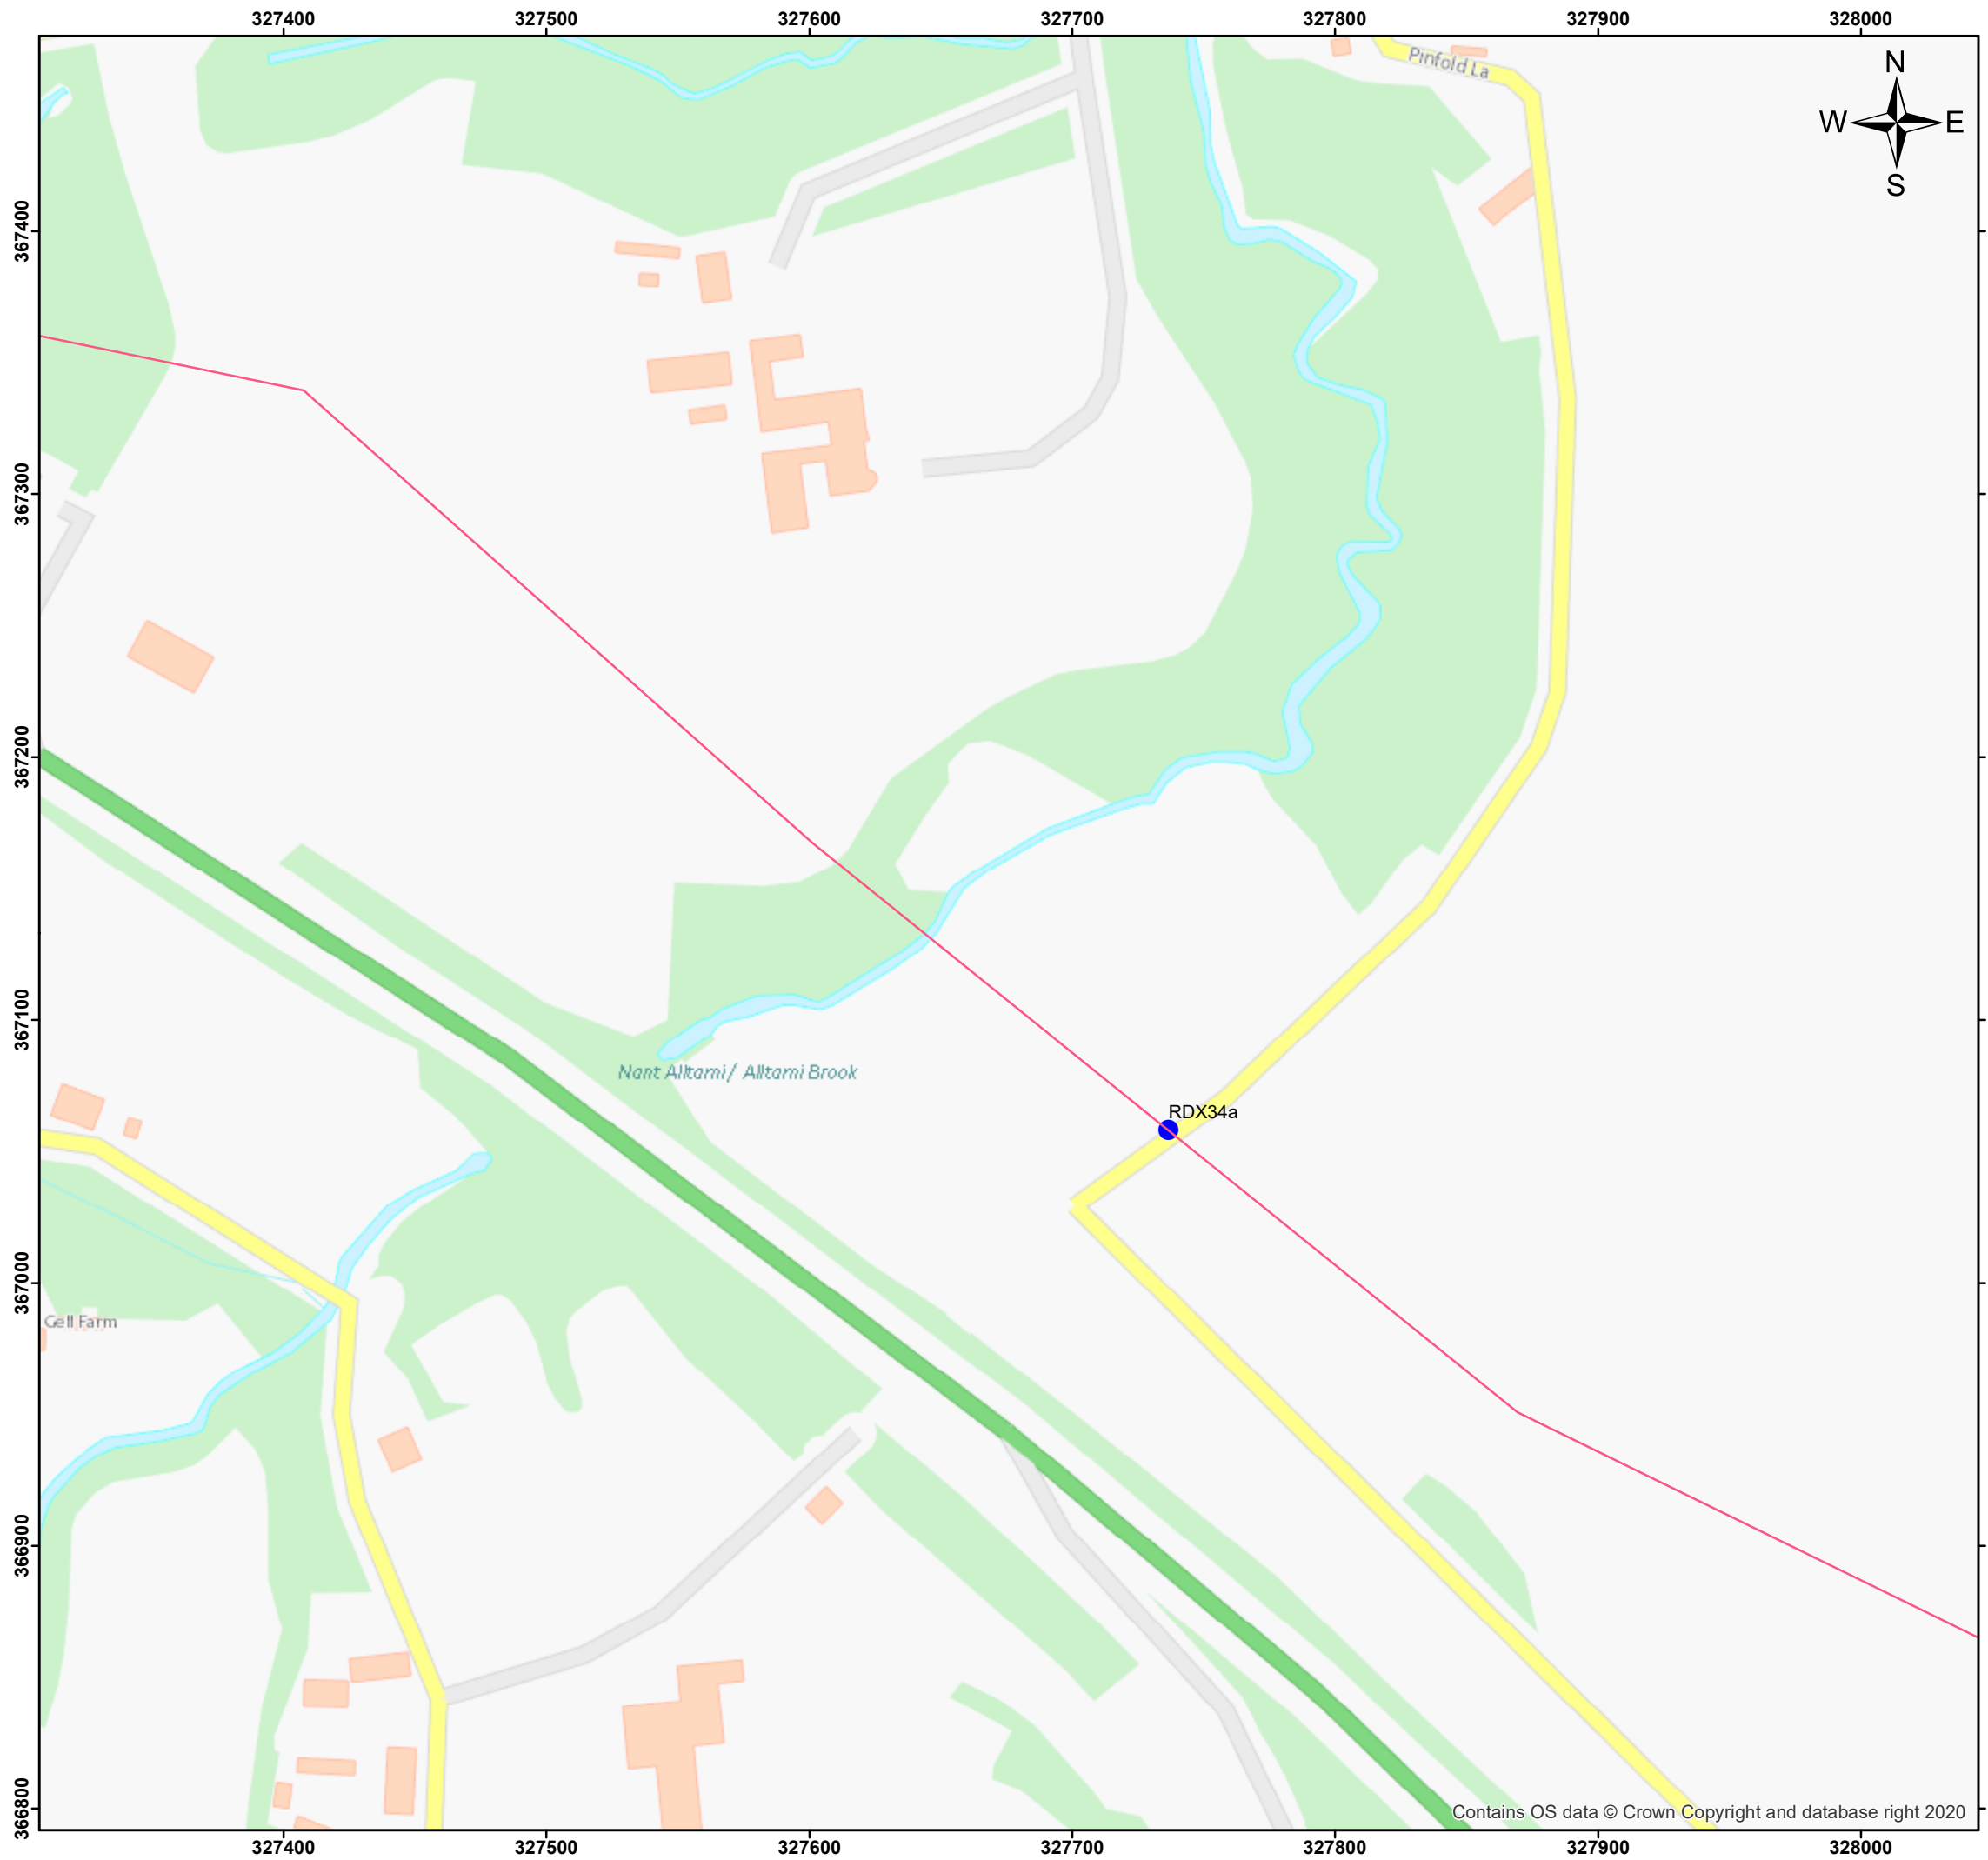 327400 327500 327600 327700 327800 327900 328000
Pinfold La
N
W E
S
367400
367300
367200
367100
Nant Alltami/ Alltami Brook
RDX34a
367000
Gell Farm
366900
366800
Contains OS data © Crown Copyright and database right 2020
327400 327500 327600 327700 327800 327900 328000